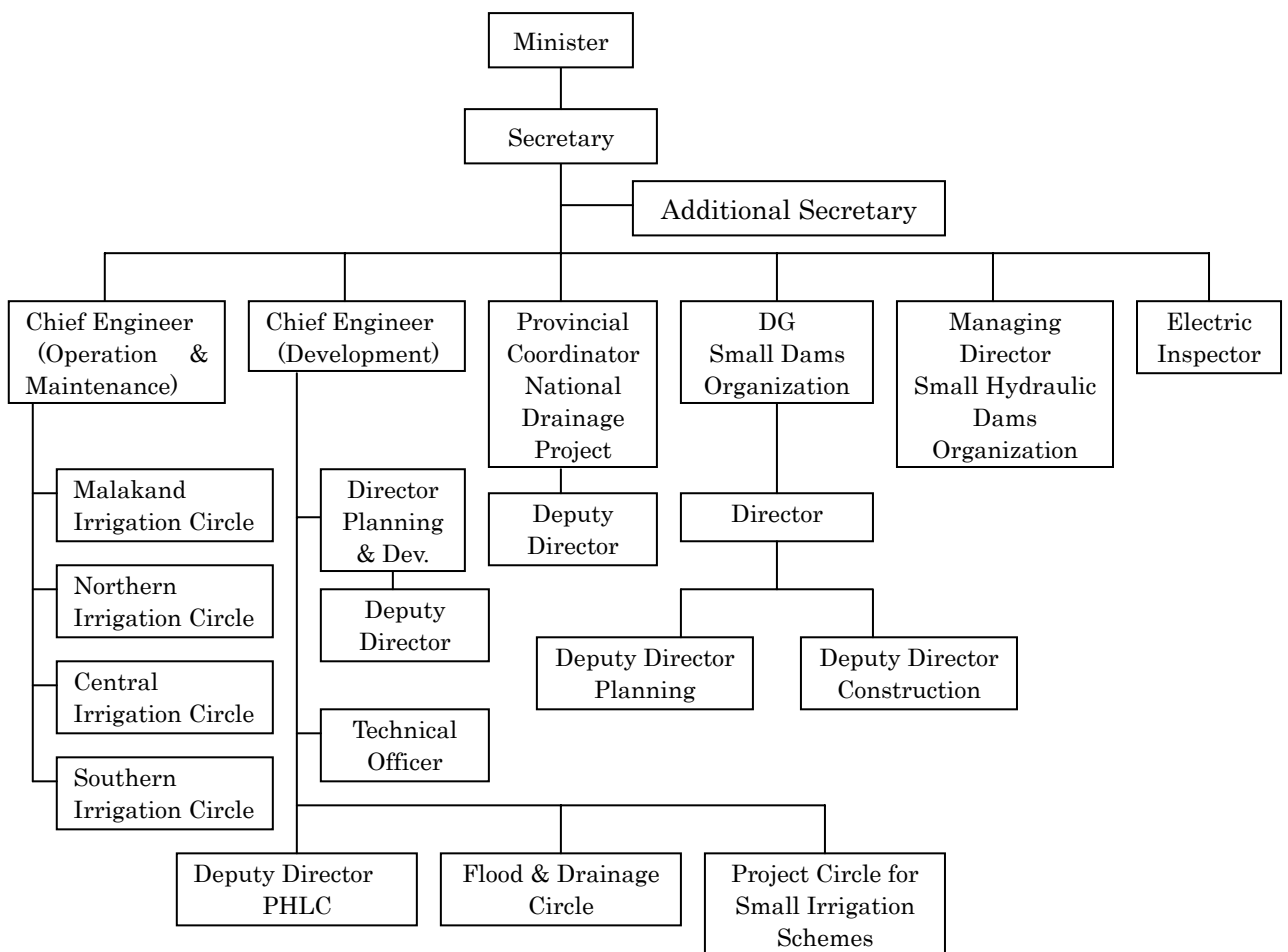 Minister
Secretary
Additional Secretary
Chief Engineer
(Operation &
Maintenance)
Chief Engineer
(Development)
Provincial
Coordinator
National
Drainage
Project
DG
Small Dams
Organization
Managing
Director
Small Hydraulic
Dams
Organization
Electric
Inspector
Malakand
Irrigation Circle
Northern
Irrigation Circle
Central
Irrigation Circle
Southern
Irrigation Circle
Director
Planning
& Dev.
Deputy
Director
Technical
Officer
Deputy
Director
Director
Deputy Director
Planning
Deputy Director
Construction
Deputy Director
PHLC
Flood & Drainage
Circle
Project Circle for
Small Irrigation
Schemes